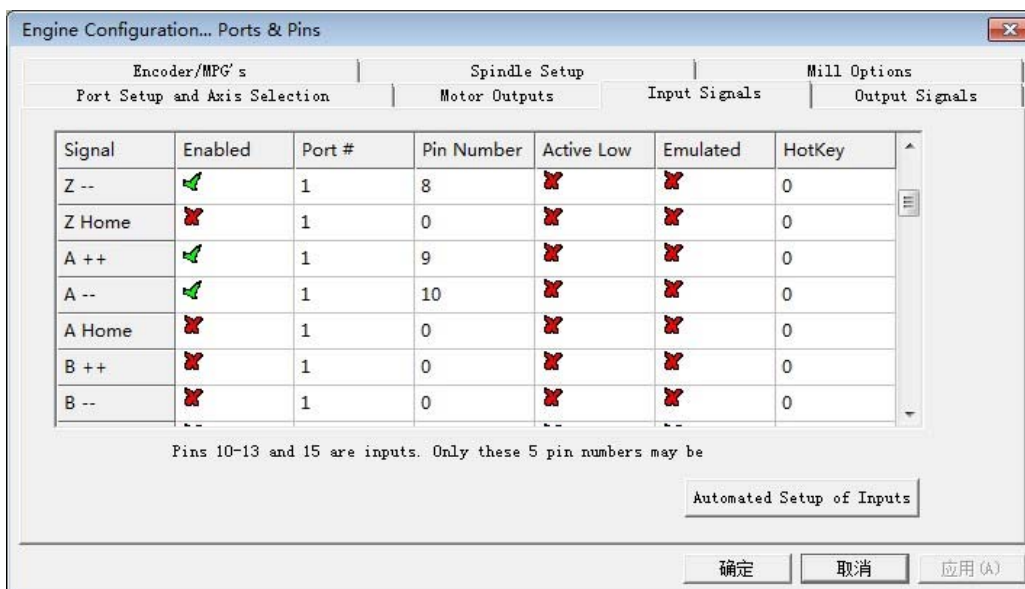 Engine Configuration... Ports & Pins
Encoder/MPG's Spindle Setup Mill Options
Port Setup and Axis Selection Motor Outputs Input Signals Output Signals
Signal Enabled Port # Pin Number Active Low Emulated HotKey
Z -- 1 8 0
Z Home 1 0 0
A ++ 1 9 0
A -- 1 10 0
A Home 1 0 0
B ++ 1 0 0
B -- 1 0 0
Pins 10-13 and 15 are inputs. Only these 5 pin numbers may be
Automated Setup of Inputs
确定 取消 应用(A)